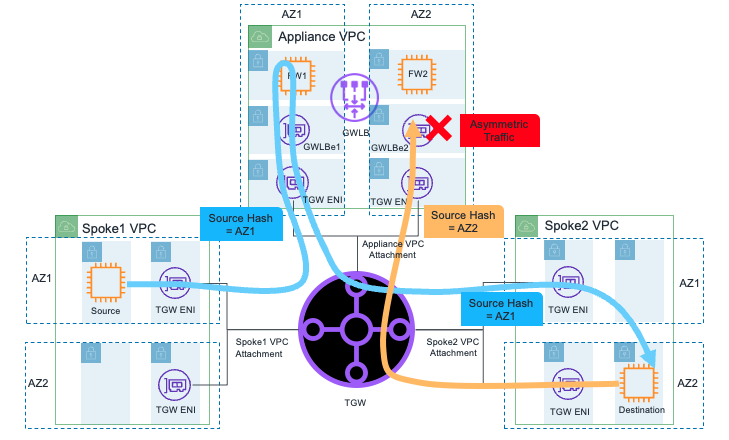 AZ1
AZ2
Appliance VPC
FW1
FW2
GWLB
GWLBe1
GWLBe2
Asymmetric
Traffic
TGW ENI
TGW ENI
Source Hash
= AZ1
Source Hash
= AZ2
Spoke1 VPC
Spoke2 VPC
Appliance VPC
Attachment
AZ1
Source
TGW ENI
Source Hash
= AZ1
TGW ENI
AZ1
Spoke1 VPC
Attachment
Spoke2 VPC
Attachment
AZ2
TGW ENI
TGW
TGW ENI
Destination
AZ2